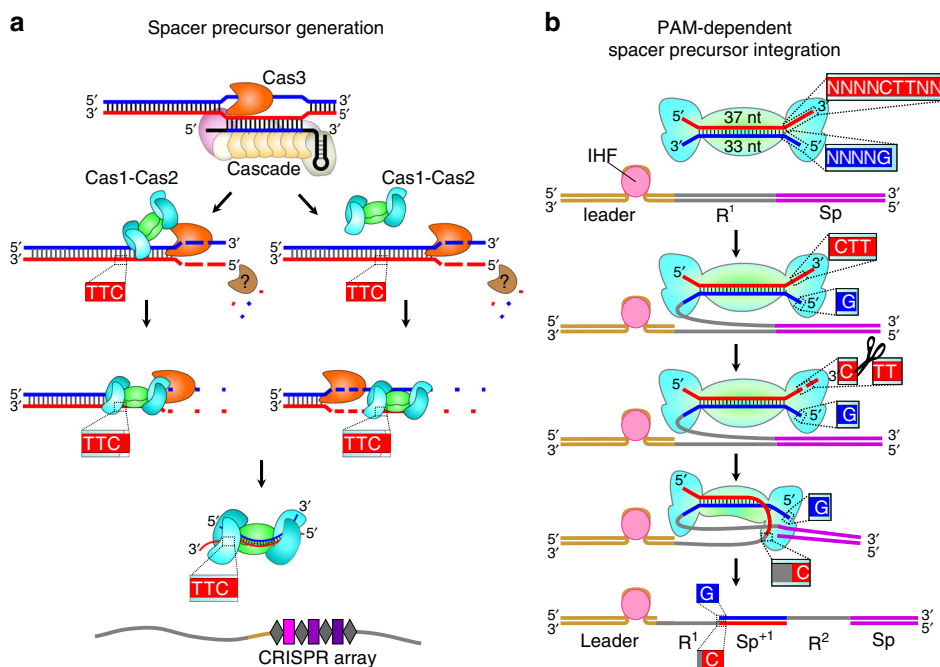 a
Spacer precursor generation
Cas3
5′ 3′
3′ 5′
5′ 3′
Cascade
Cas1-Cas2
Cas1-Cas2
5′ 3′
3′ 5′
TTC
?
5′ 3′
3′ 5′
TTC
?
5′
3′
TTC
5′
3′
TTC
5′ 3′
3′ 5′
TTC
CRISPR array
b
PAM-dependent
spacer precursor integration
NNNNCTTNN
5′ 37 nt 3′
3′ 33 nt 5′
NNNNG
IHF
5′ 3′
3′ 5′
leader R¹ Sp
CTT
3′
5′
G
5′ 3′
3′ 5′
C TT
3′
5′
G
5′ 3′
3′ 5′
5′ 5′
G
5′ 3′
3′ 5′
C
G
5′ 3′
3′ 5′
Leader R¹ Sp⁺¹ R² Sp
C